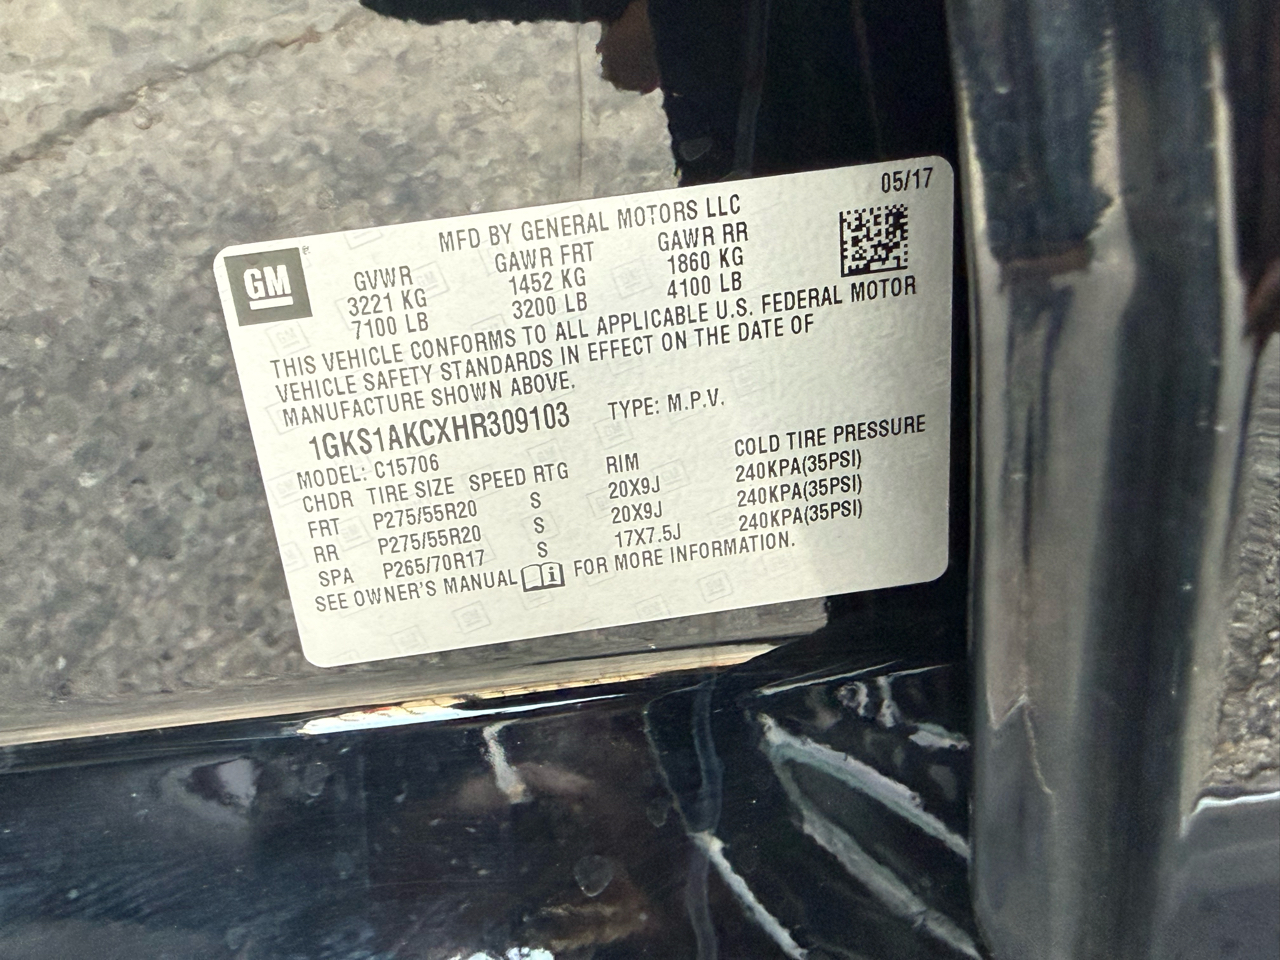 05/17
MFD BY GENERAL MOTORS LLC
GM
GVWR GAWR FRT GAWR RR
3221 KG 1452 KG 1860 KG
7100 LB 3200 LB 4100 LB
THIS VEHICLE CONFORMS TO ALL APPLICABLE U.S. FEDERAL MOTOR
VEHICLE SAFETY STANDARDS IN EFFECT ON THE DATE OF
MANUFACTURE SHOWN ABOVE.
1GKS1AKCXHR309103 TYPE: M.P.V.
MODEL: C15706
CHDR TIRE SIZE SPEED RTG RIM COLD TIRE PRESSURE
FRT P275/55R20 S 20X9J 240KPA(35PSI)
RR P275/55R20 S 20X9J 240KPA(35PSI)
SPA P265/70R17 S 17X7.5J 240KPA(35PSI)
SEE OWNER'S MANUAL FOR MORE INFORMATION.